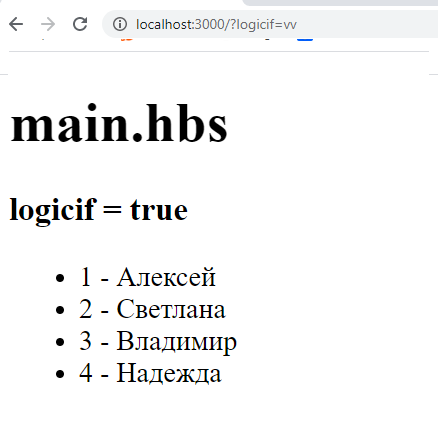 localhost:3000/?logicif=vv
main.hbs
logicif = true
1 - Алексей
2 - Светлана
3 - Владимир
4 - Надежда